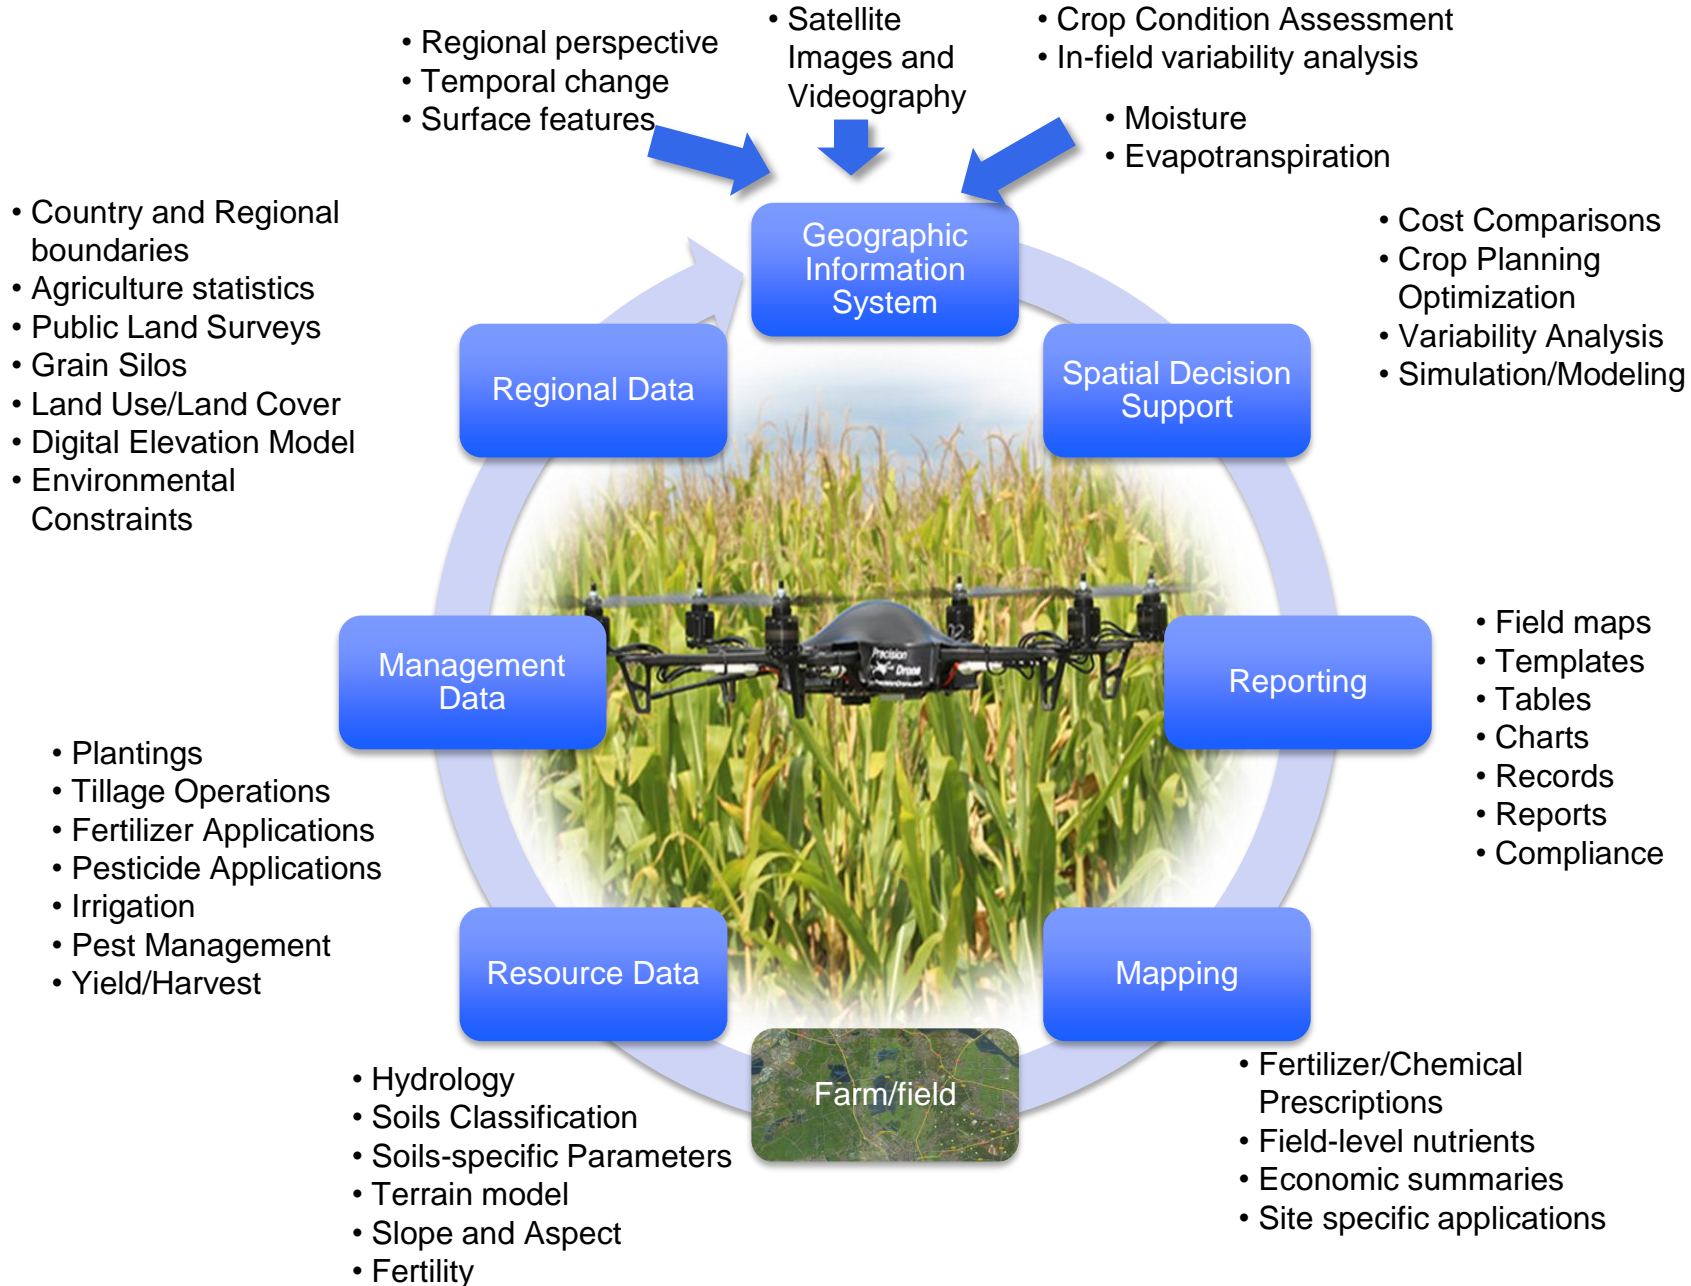 • Regional perspective
• Temporal change
• Surface features
• Satellite
Images and
Videography
• Crop Condition Assessment
• In-field variability analysis
• Moisture
• Evapotranspiration
• Country and Regional
boundaries
• Agriculture statistics
• Public Land Surveys
• Grain Silos
• Land Use/Land Cover
• Digital Elevation Model
• Environmental
Constraints
Geographic
Information
System
• Cost Comparisons
• Crop Planning
Optimization
• Variability Analysis
• Simulation/Modeling
Regional Data
Spatial Decision
Support
Management
Data
02
Precision
Drone
Reporting
• Field maps
• Templates
• Tables
• Charts
• Records
• Reports
• Compliance
• Plantings
• Tillage Operations
• Fertilizer Applications
• Pesticide Applications
• Irrigation
• Pest Management
• Yield/Harvest
Resource Data
Mapping
Farm/field
• Hydrology
• Soils Classification
• Soils-specific Parameters
• Terrain model
• Slope and Aspect
• Fertility
• Fertilizer/Chemical
Prescriptions
• Field-level nutrients
• Economic summaries
• Site specific applications